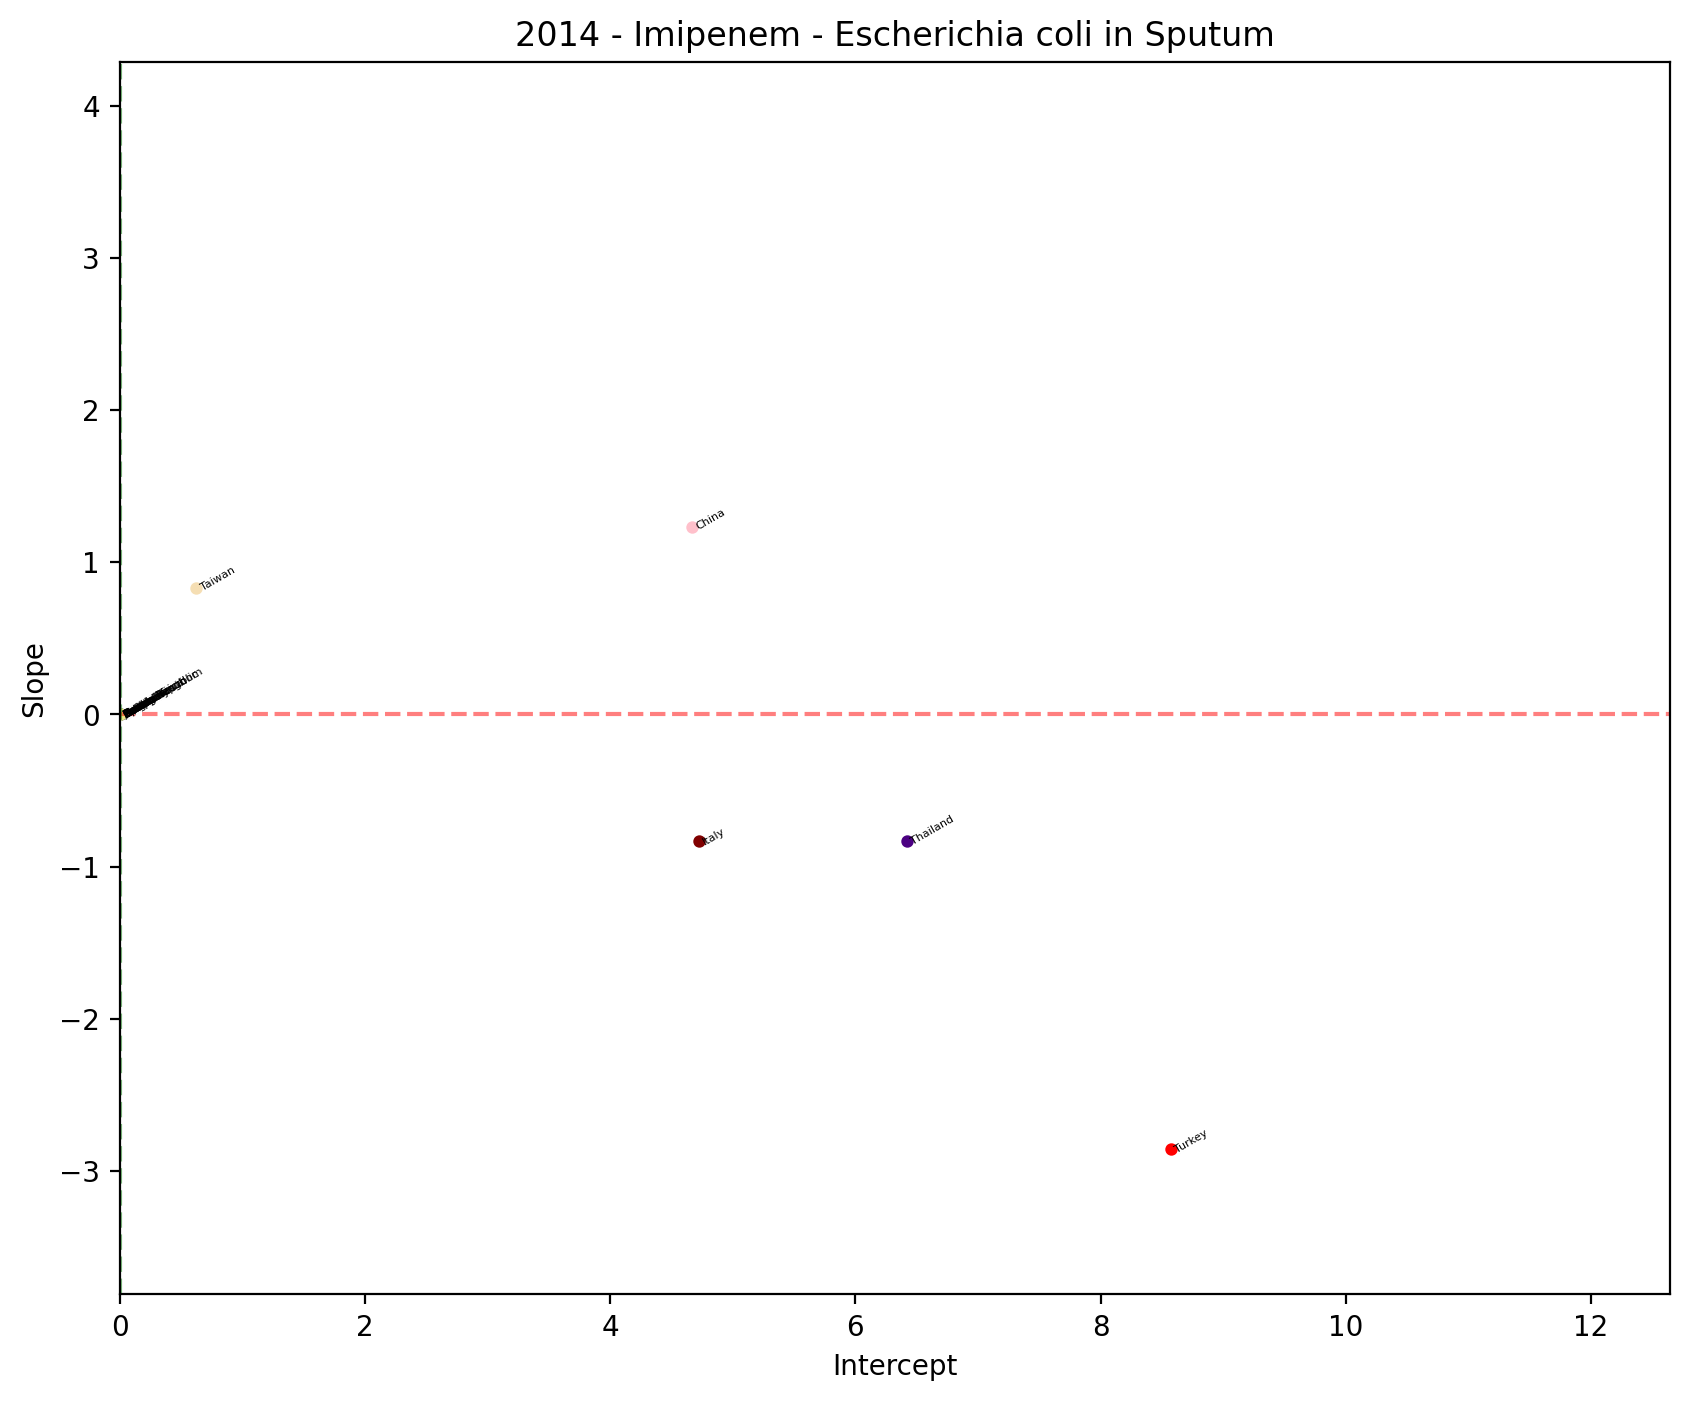 2014 - Imipenem - Escherichia coli in Sputum
4
3
2
China
1
Taiwan
Slope
0
Italy
Thailand
−1
−2
Turkey
−3
0
2
4
6
8
10
12
Intercept